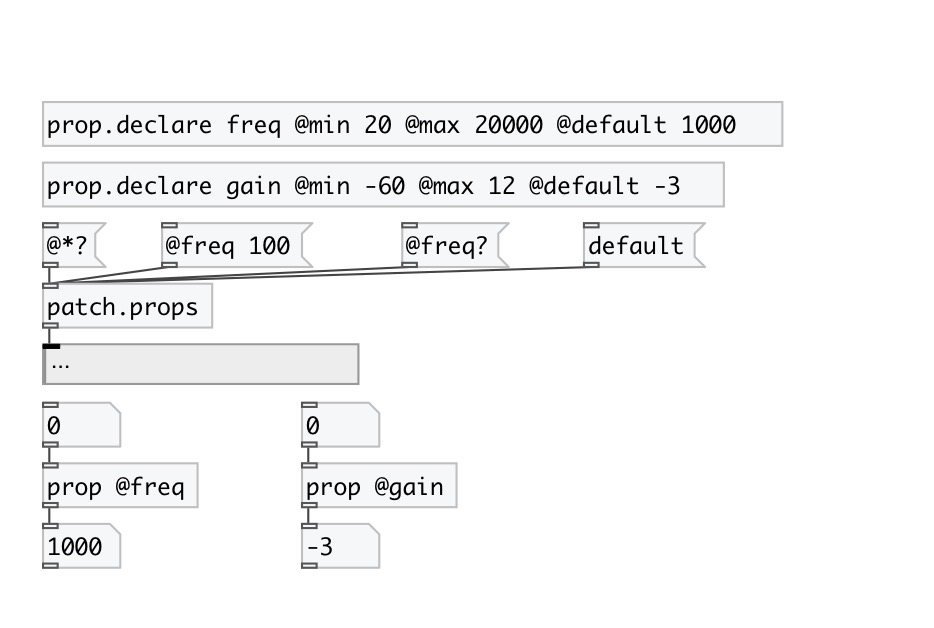 prop.declare freq @min 20 @max 20000 @default 1000
prop.declare gain @min -60 @max 12 @default -3
@*? @freq 100 @freq? default
patch.props
...
0 0
prop @freq prop @gain
1000 -3